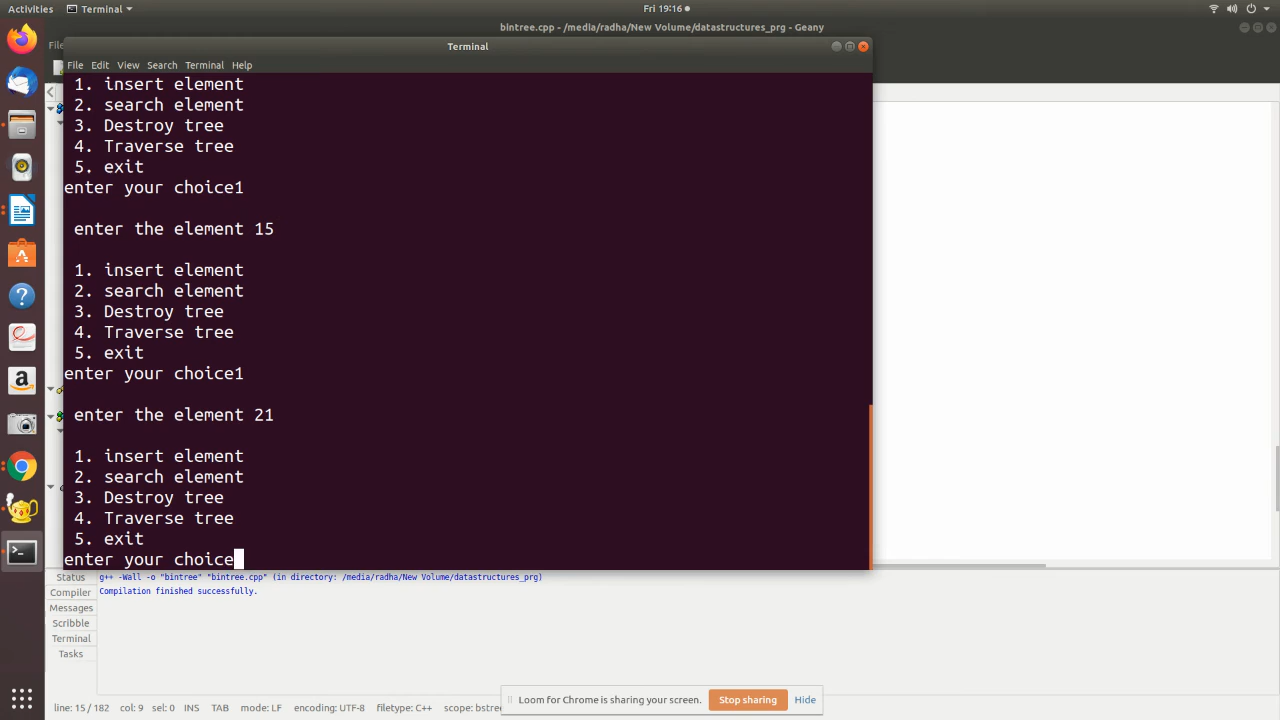 Activities
Terminal
Fri 19:16
bintree.cpp - /media/radha/New Volume/datastructures_prg - Geany
Terminal
File Edit View Search Terminal Help
1. insert element
2. search element
3. Destroy tree
4. Traverse tree
5. exit
enter your choice1
enter the element 15
1. insert element
2. search element
3. Destroy tree
4. Traverse tree
5. exit
enter your choice1
enter the element 21
1. insert element
2. search element
3. Destroy tree
4. Traverse tree
5. exit
enter your choice
Status
Compiler
Messages
Scribble
Terminal
Tasks
g++ -Wall -o "bintree" "bintree.cpp" (in directory: /media/radha/New Volume/datastructures_prg)
Compilation finished successfully.
Loom for Chrome is sharing your screen. Stop sharing Hide
line: 15 / 182 col: 9 sel: 0 INS TAB mode: LF encoding: UTF-8 filetype: C++ scope: bstre